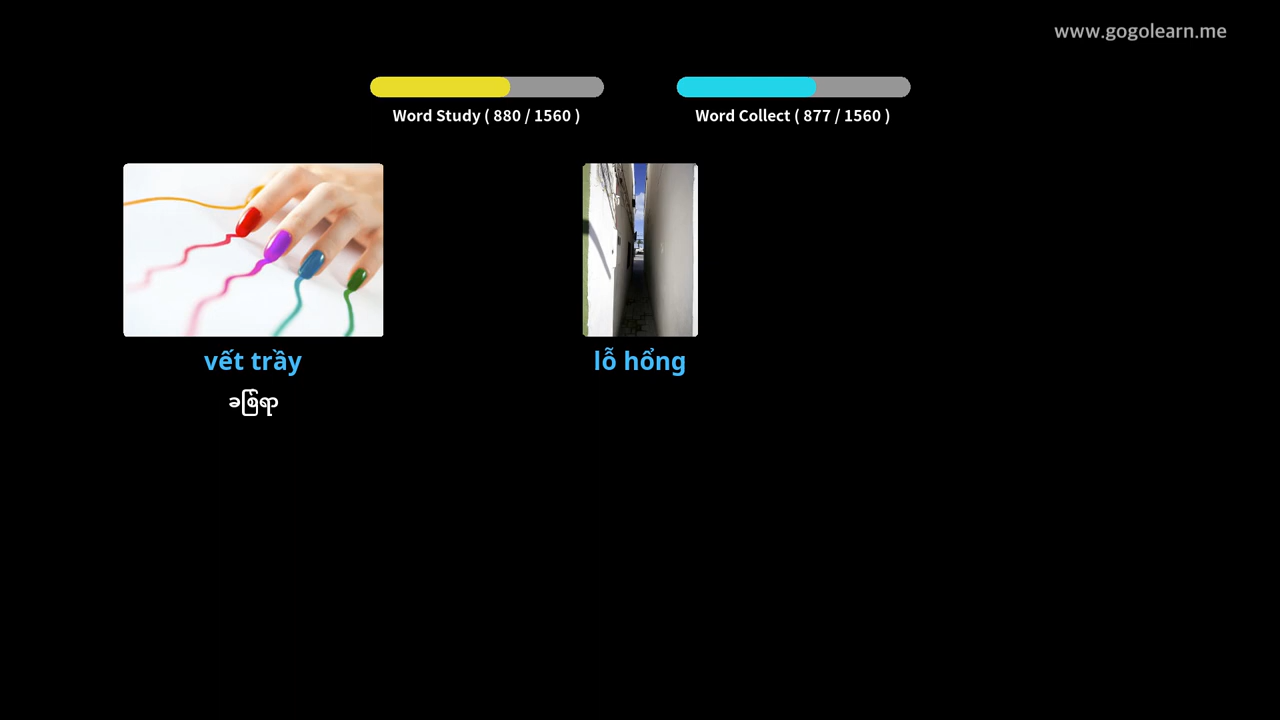 www.gogolearn.me
Word Study ( 880 / 1560 )
Word Collect ( 877 / 1560 )
vết trầy
lỗ hổng
ခြစ်ရာ